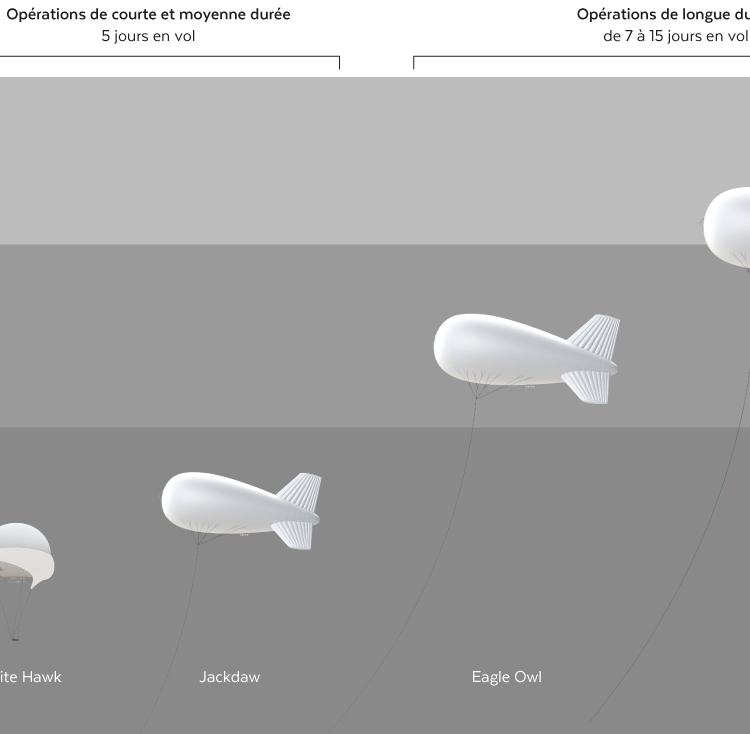 Opérations de courte et moyenne durée
5 jours en vol
Opérations de longue du
de 7 à 15 jours en vol
ite Hawk
Jackdaw
Eagle Owl